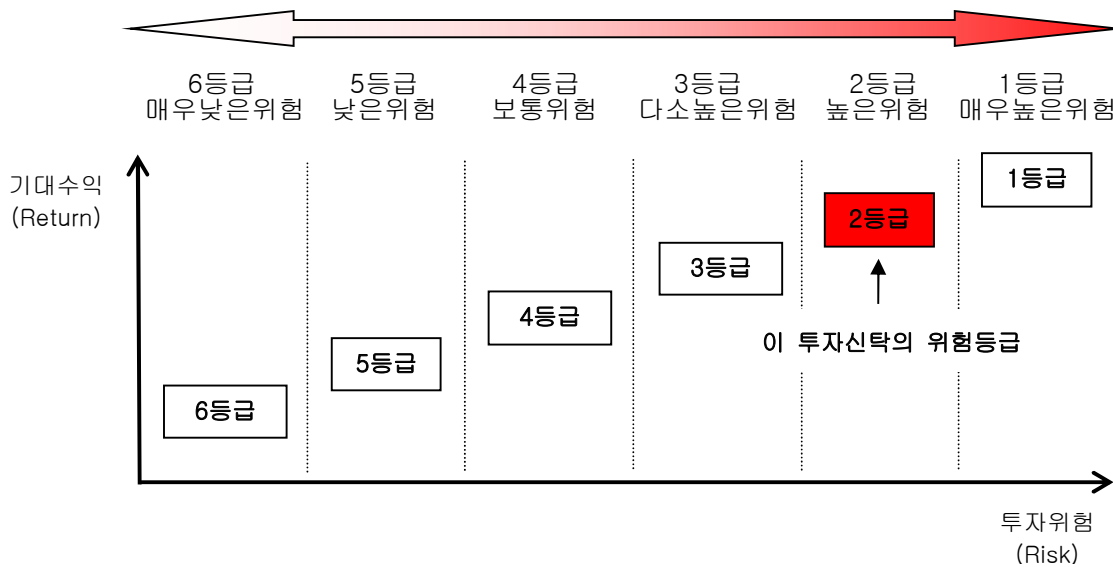 6등급 5등급 4등급 3등급 2등급 1등급
매우낮은위험 낮은위험 보통위험 다소높은위험 높은위험 매우높은위험
기대수익
(Return)
1등급
2등급
3등급
4등급
이 투자신탁의 위험등급
5등급
6등급
투자위험
(Risk)